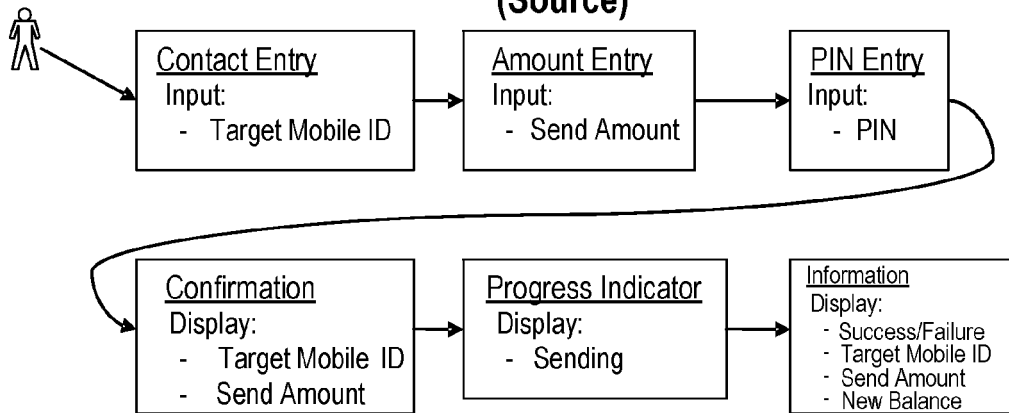 (Source)
Contact Entry
Input:
- Target Mobile ID
Amount Entry
Input:
- Send Amount
PIN Entry
Input:
- PIN
Confirmation
Display:
- Target Mobile ID
- Send Amount
Progress Indicator
Display:
- Sending
Information
Display:
- Success/Failure
- Target Mobile ID
- Send Amount
- New Balance